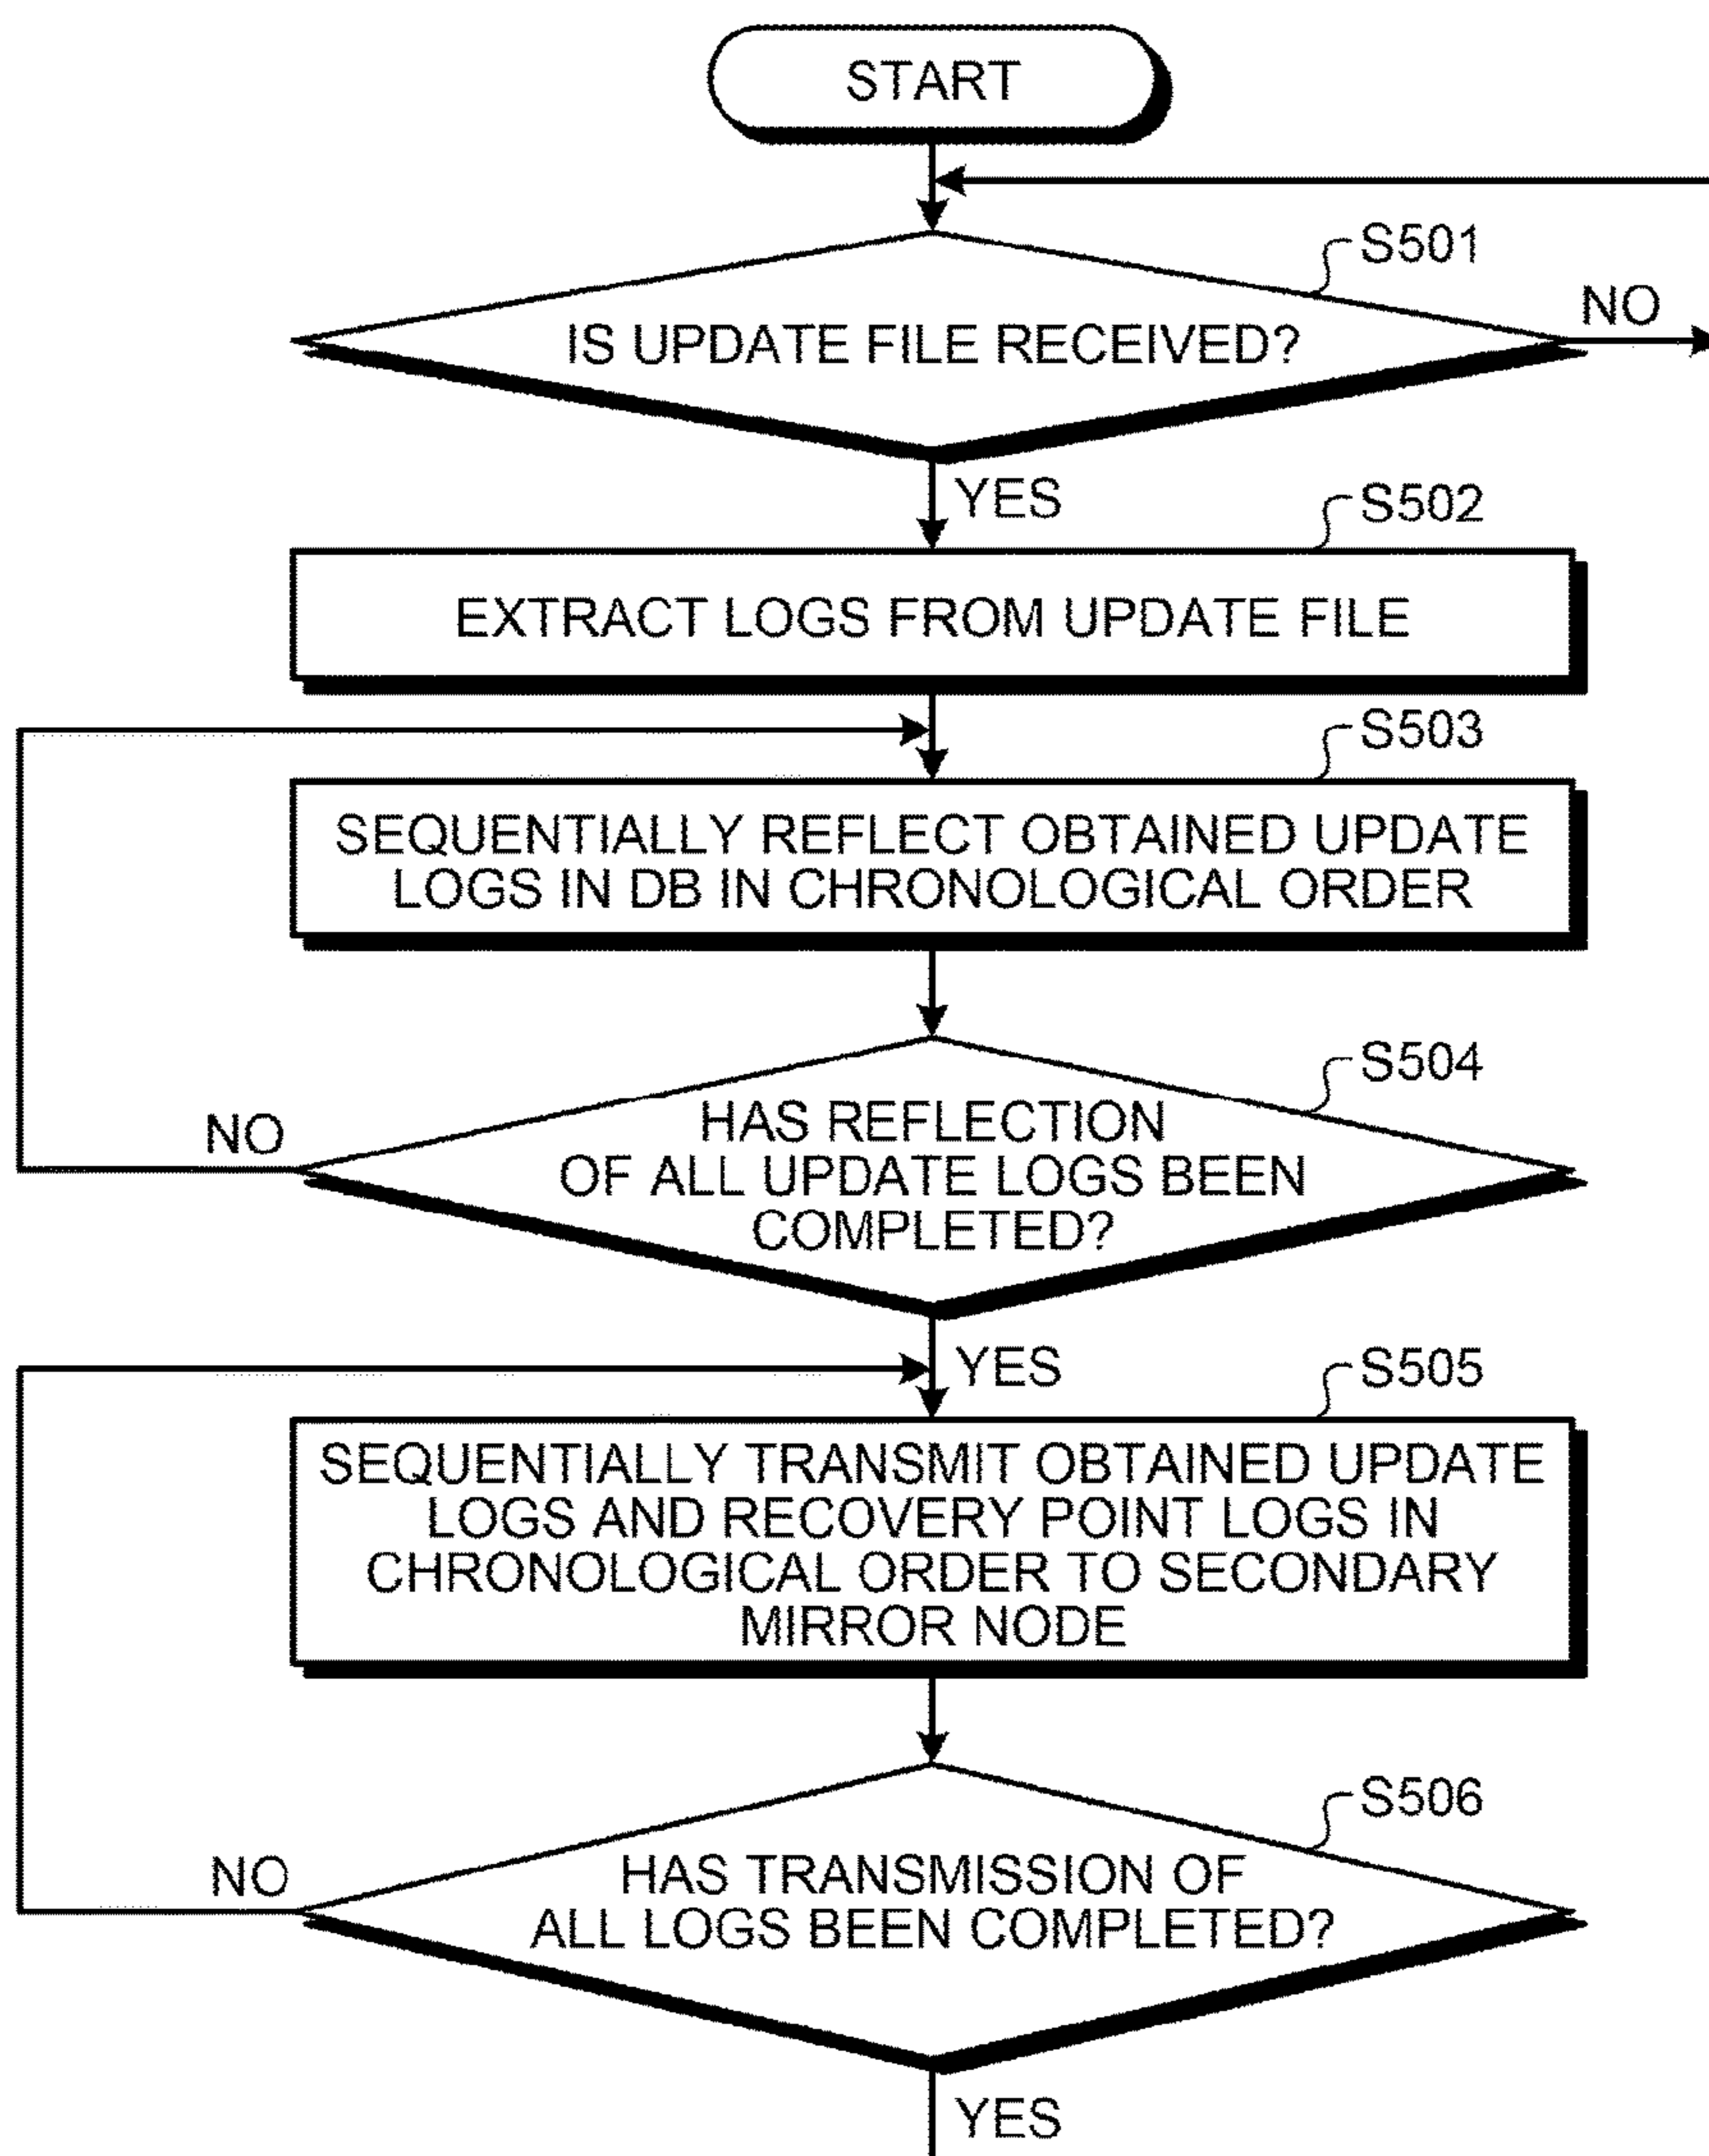 START
S501
IS UPDATE FILE RECEIVED?
NO
YES
S502
EXTRACT LOGS FROM UPDATE FILE
S503
SEQUENTIALLY REFLECT OBTAINED UPDATE
LOGS IN DB IN CHRONOLOGICAL ORDER
S504
HAS REFLECTION
OF ALL UPDATE LOGS BEEN
COMPLETED?
NO
YES
S505
SEQUENTIALLY TRANSMIT OBTAINED UPDATE
LOGS AND RECOVERY POINT LOGS IN
CHRONOLOGICAL ORDER TO SECONDARY
MIRROR NODE
S506
HAS TRANSMISSION OF
ALL LOGS BEEN COMPLETED?
NO
YES